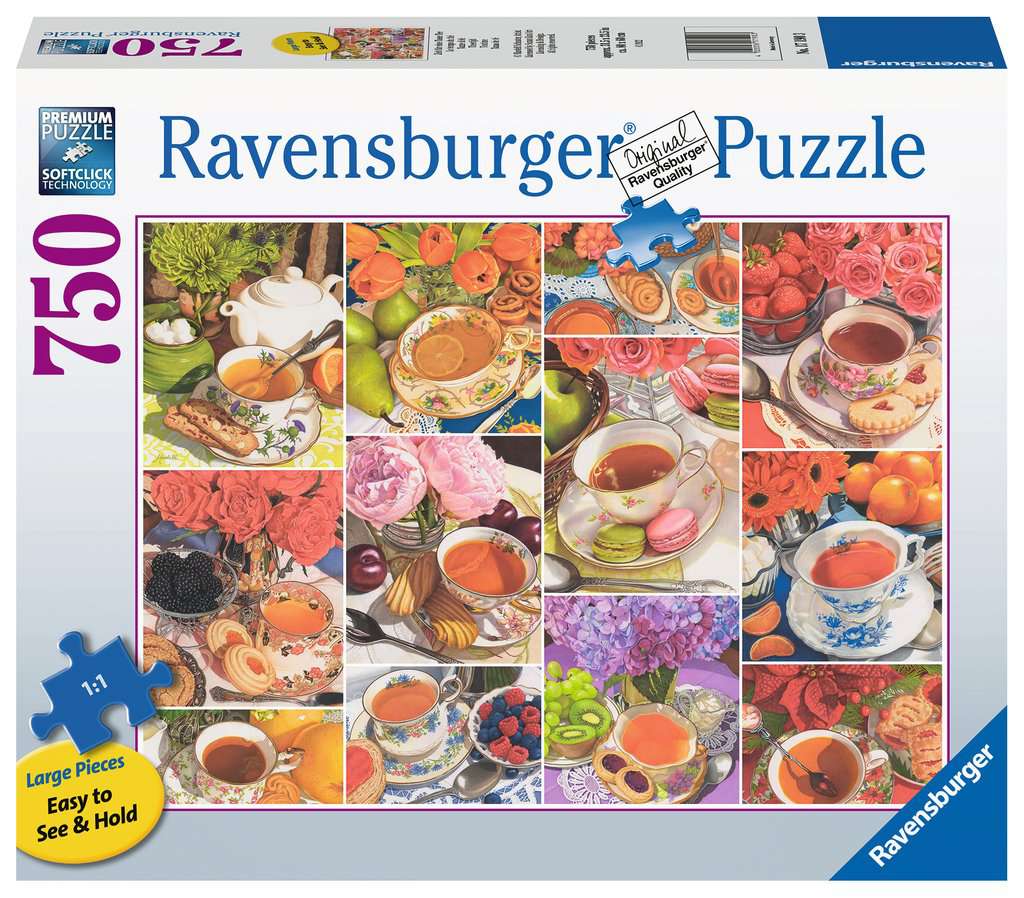 750
Ravensburger Puzzle
Ravensburger
PREMIUM
PUZZLE
SOFTCLICK
TECHNOLOGY
Ravensburger®
Original
Ravensburger®
Quality
Puzzle
750
1:1
Large Pieces
Easy to
See & Hold
Ravensburger